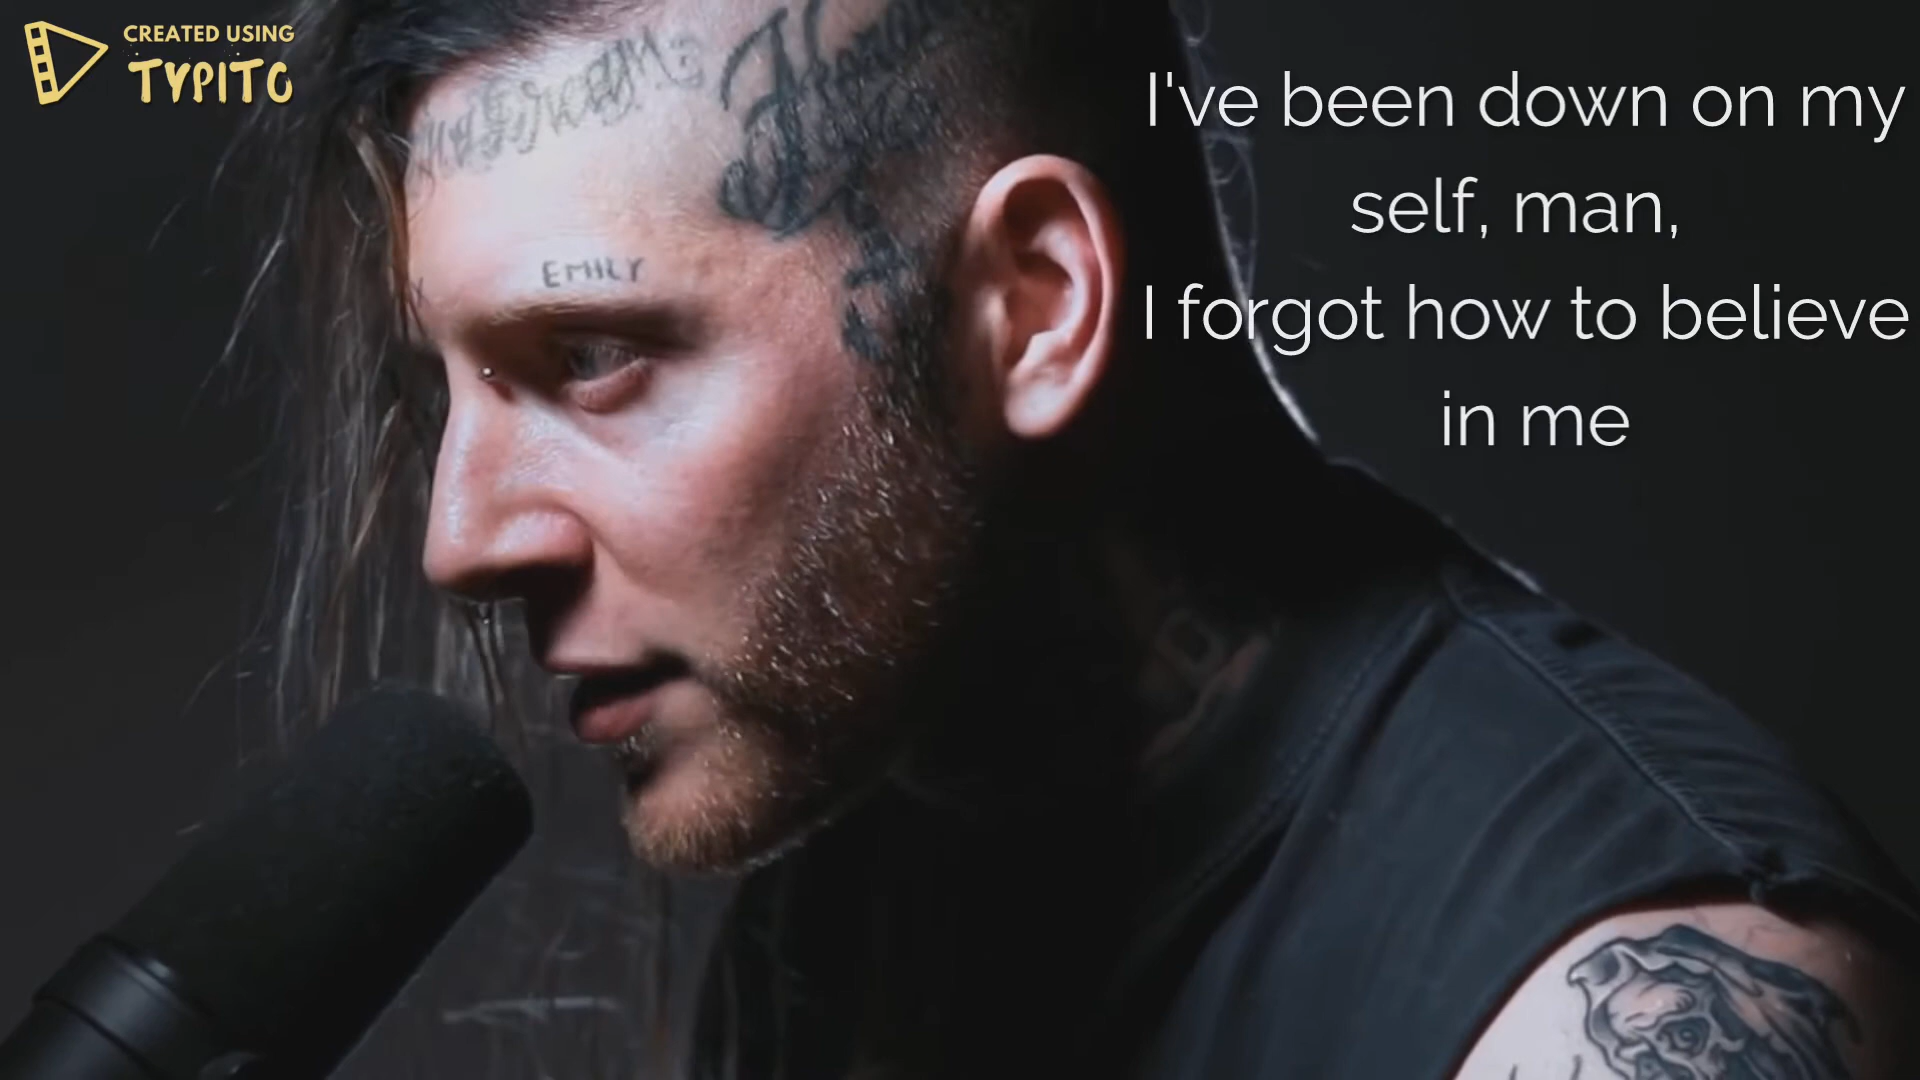 CREATED USING
TYPITO
I've been down on my
self, man,
I forgot how to believe
in me
EMILY